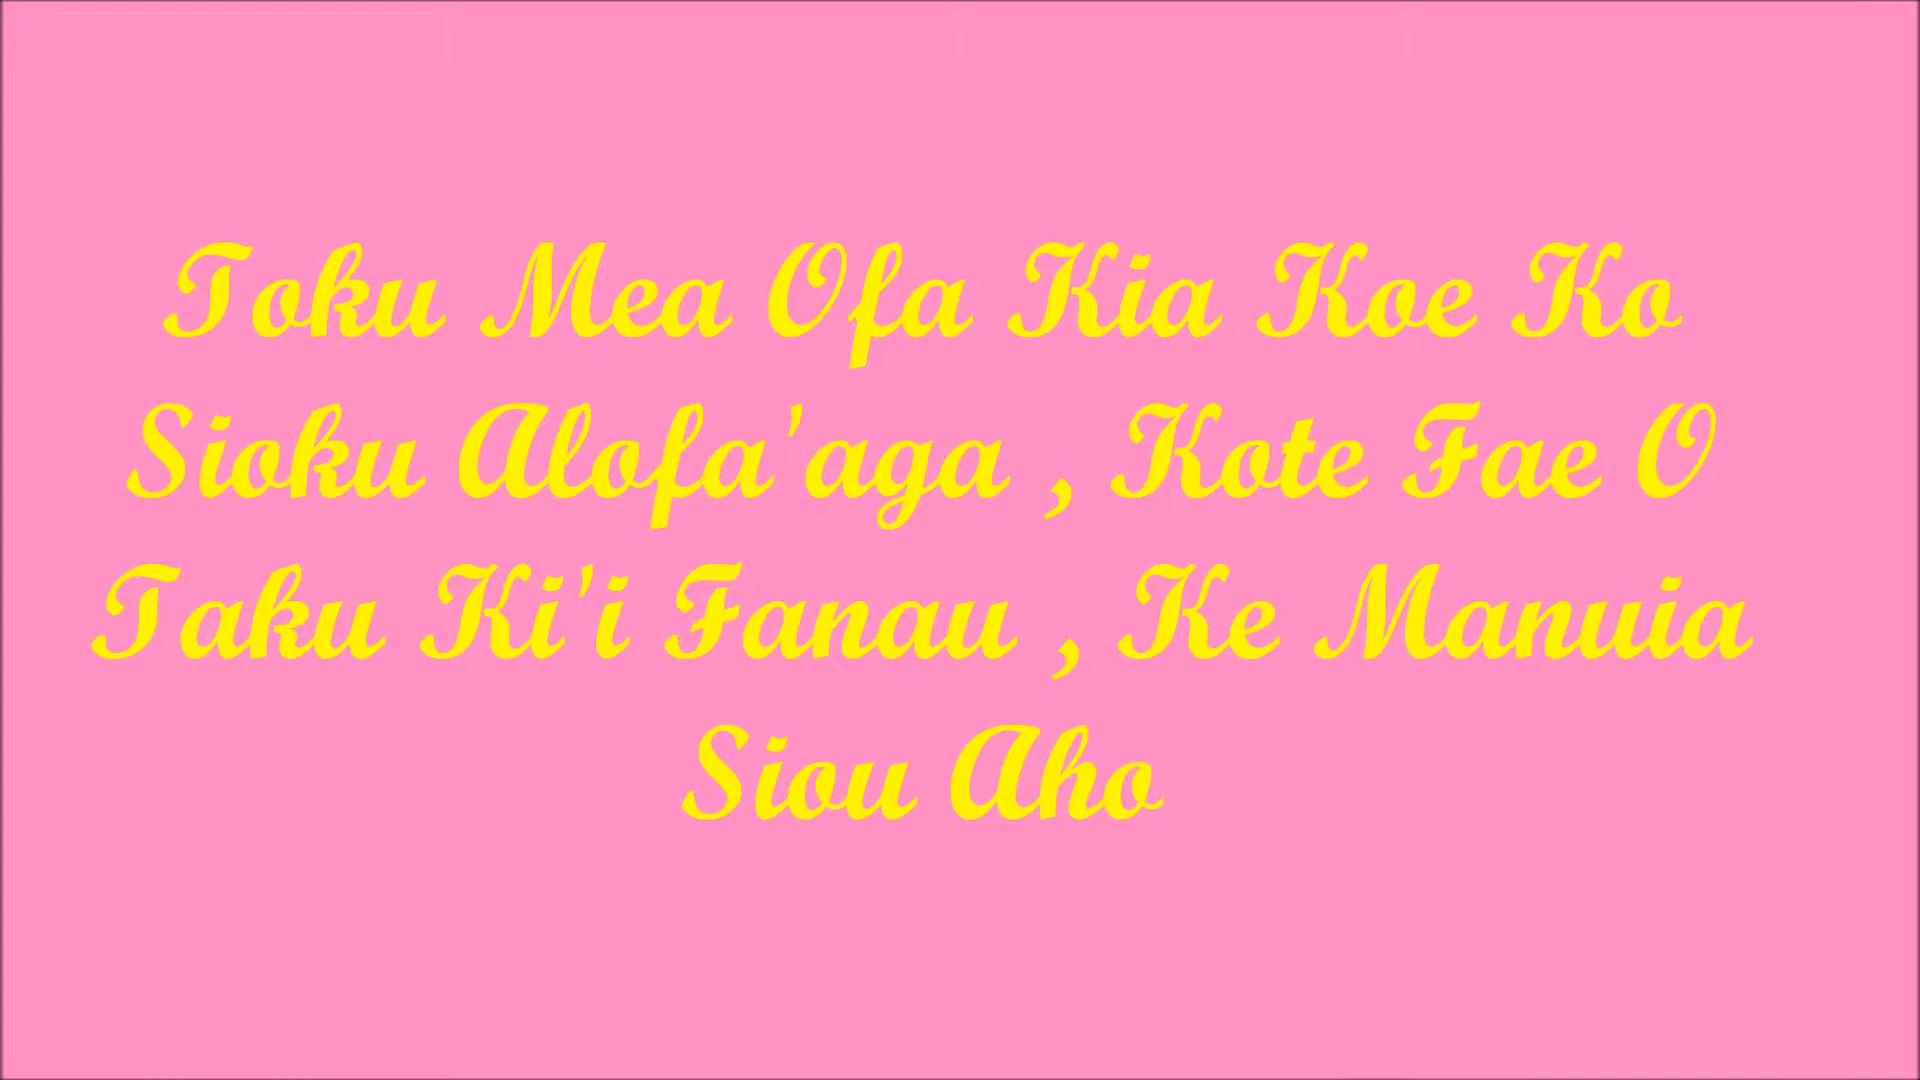 Toku Mea Ofa Kia Koe Ko
Sioku Alofa'aga , Kote Fae O
Taku Ki'i Fanau , Ke Manuia
Siou Aho